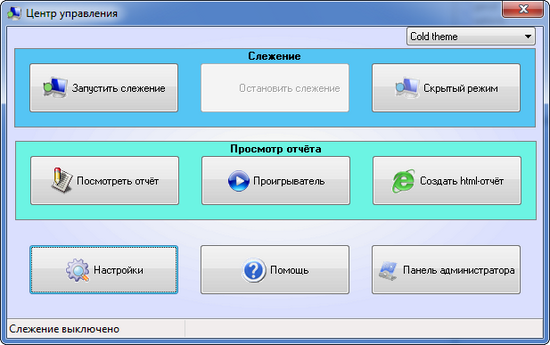 Центр управления
Cold theme
Слежение
Запустить слежение
Остановить слежение
Скрытый режим
Просмотр отчёта
Посмотреть отчёт
Проигрыватель
Создать html-отчёт
Настройки
Помощь
Панель администратора
Слежение выключено